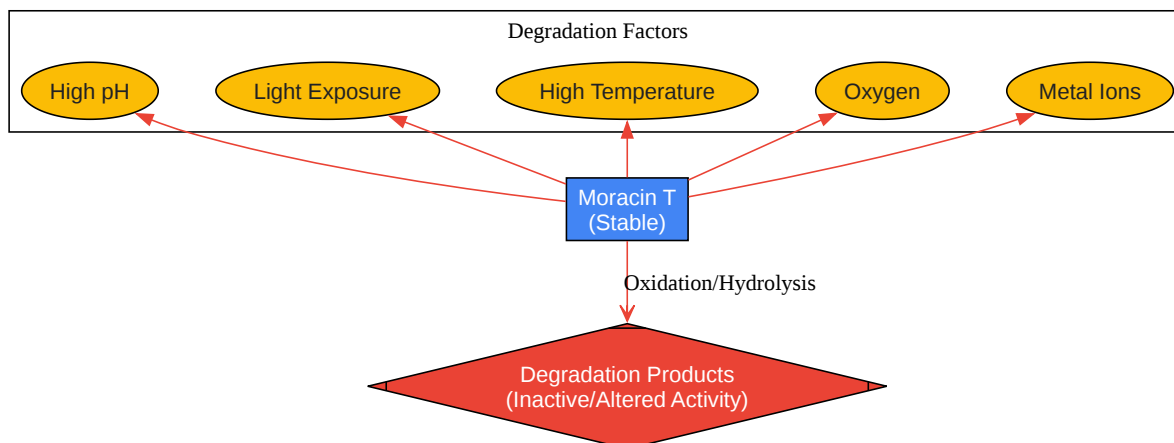 Degradation Factors
High pH
Light Exposure
High Temperature
Oxygen
Metal Ions
Moracin T
(Stable)
Oxidation/Hydrolysis
Degradation Products
(Inactive/Altered Activity)